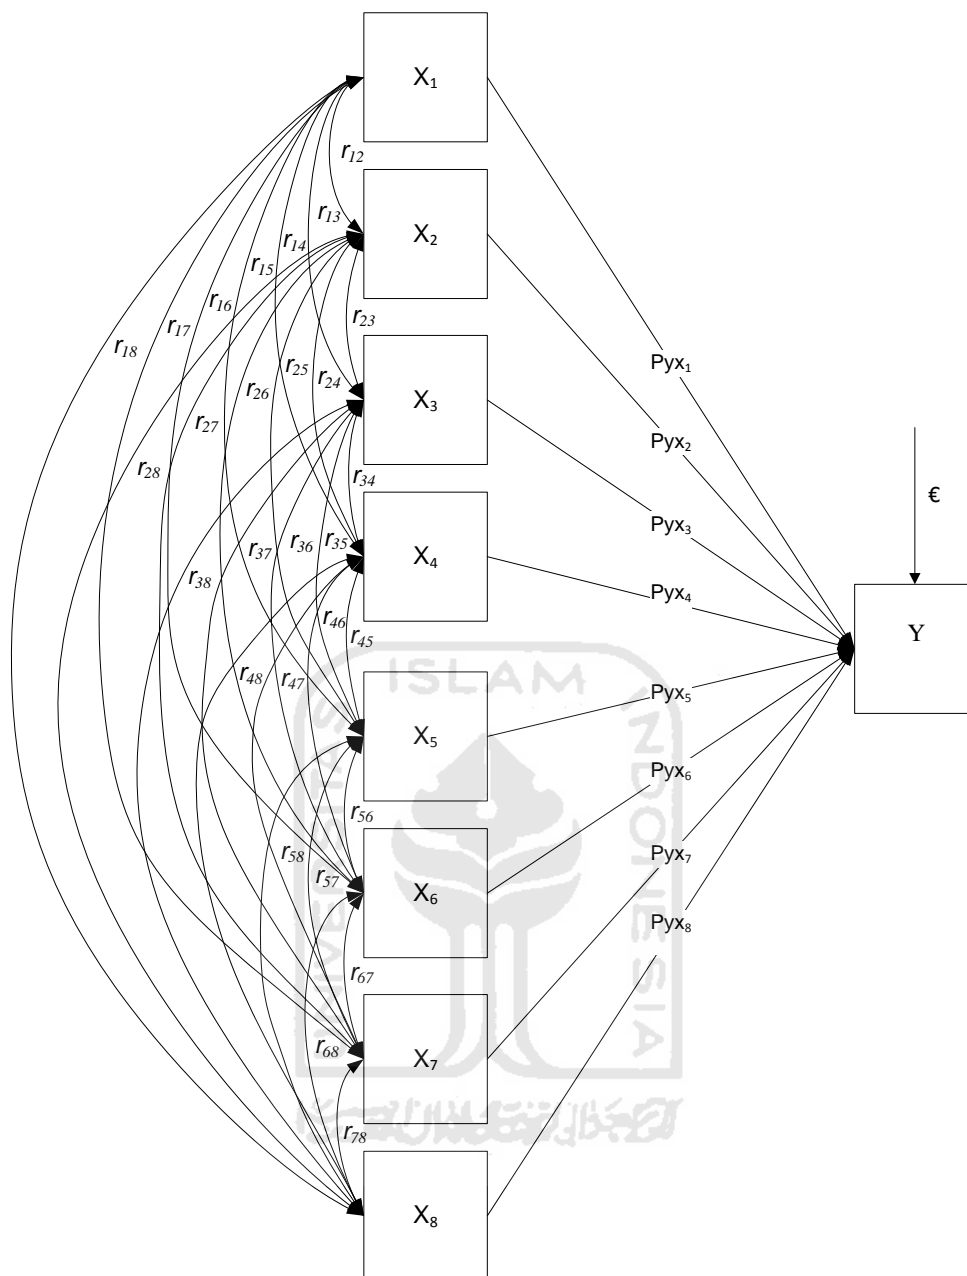 X₁
r₁₂
r₁₃
X₂
r₁₄
r₁₅
r₁₆
r₁₇
r₁₈
r₂₃
r₂₄
r₂₅
r₂₆
r₂₇
r₂₈
Pyx₁
X₃
Pyx₂
r₃₄
€
Pyx₃
r₃₅
r₃₆
r₃₇
r₃₈
X₄
Pyx₄
r₄₆
r₄₅
Y
r₄₇
r₄₈
ISLAM
INDONESIA
Pyx₅
X₅
Pyx₆
r₅₆
r₅₈
r₅₇
Pyx₇
X₆
Pyx₈
r₆₇
r₆₈
X₇
r₇₈
X₈